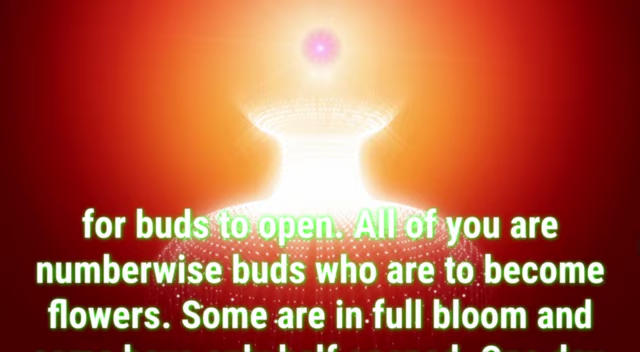 for buds to open. All of you are
numberwise buds who are to become
flowers. Some are in full bloom and